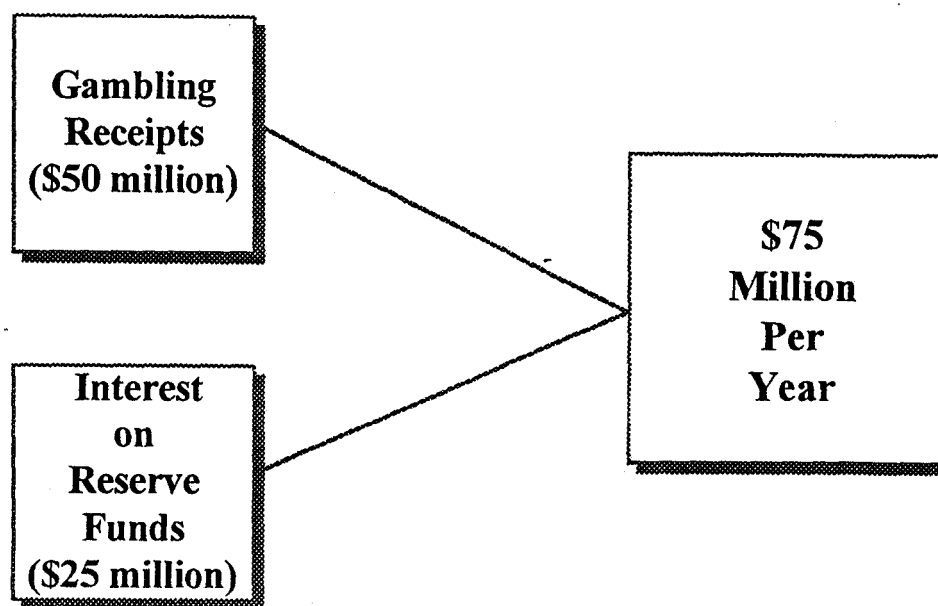 Gambling
Receipts
($50 million)
Interest
on
Reserve
Funds
($25 million)
$75
Million
Per
Year